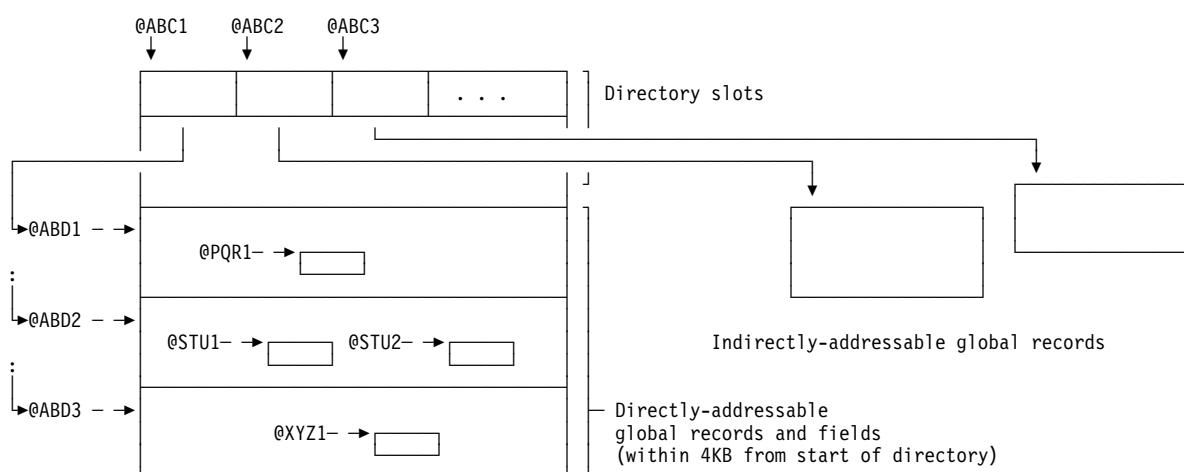 @ABC1 @ABC2 @ABC3
. . .
Directory slots
@ABD1
@PQR1
:
@ABD2
@STU1 @STU2
Indirectly-addressable global records
:
@ABD3
Directly-addressable
global records and fields
@XYZ1
(within 4KB from start of directory)